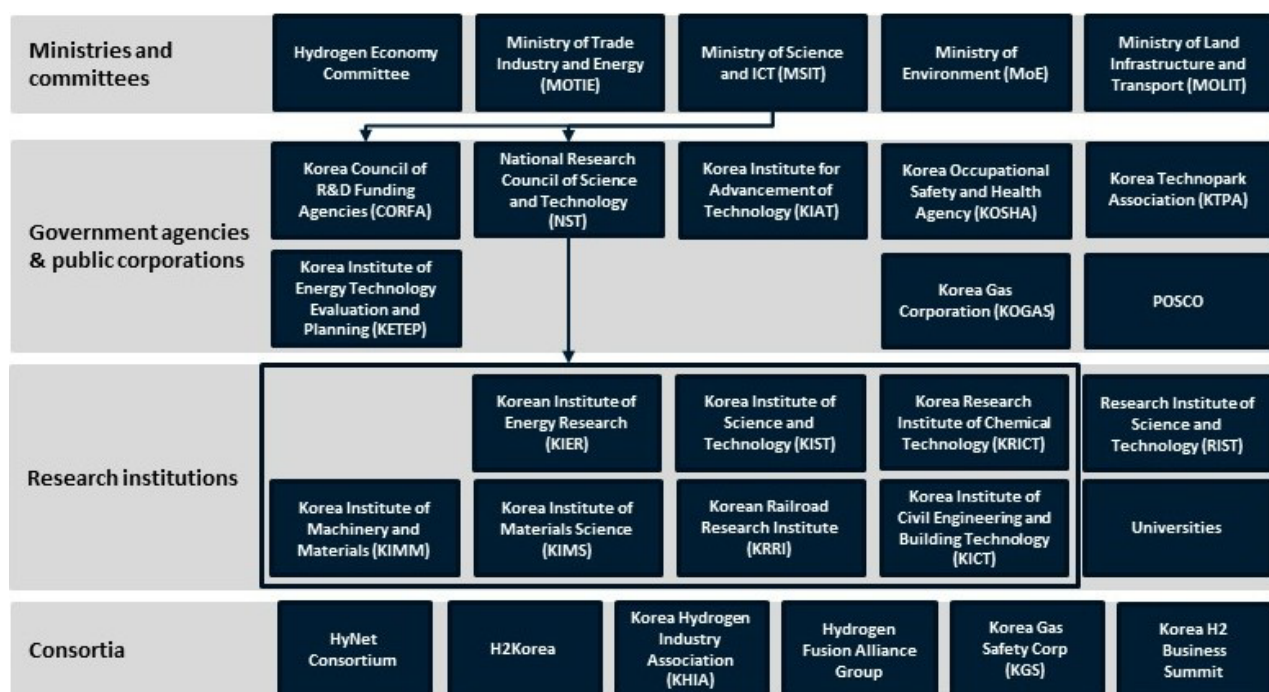 Ministries and
committees
Hydrogen Economy
Committee
Ministry of Trade
Industry and Energy
(MOTIE)
Ministry of Science
and ICT (MSIT)
Ministry of
Environment (MoE)
Ministry of Land
Infrastructure and
Transport (MOLIT)
Government agencies
& public corporations
Korea Council of
R&D Funding
Agencies (CORFA)
National Research
Council of Science
and Technology
(NST)
Korea Institute for
Advancement of
Technology (KIAT)
Korea Occupational
Safety and Health
Agency (KOSHA)
Korea Technopark
Association (KTPA)
Korea Institute of
Energy Technology
Evaluation and
Planning (KETEP)
Korea Gas
Corporation (KOGAS)
POSCO
Research institutions
Korean Institute of
Energy Research
(KIER)
Korea Institute of
Science and
Technology (KIST)
Korea Research
Institute of Chemical
Technology (KRICT)
Research Institute of
Science and
Technology (RIST)
Korea Institute of
Machinery and
Materials (KIMM)
Korea Institute of
Materials Science
(KIMS)
Korean Railroad
Research Institute
(KRRI)
Korea Institute of
Civil Engineering and
Building Technology
(KICT)
Universities
Consortia
HyNet
Consortium
H2Korea
Korea Hydrogen
Industry
Association
(KHIA)
Hydrogen
Fusion Alliance
Group
Korea Gas
Safety Corp
(KGS)
Korea H2
Business
Summit